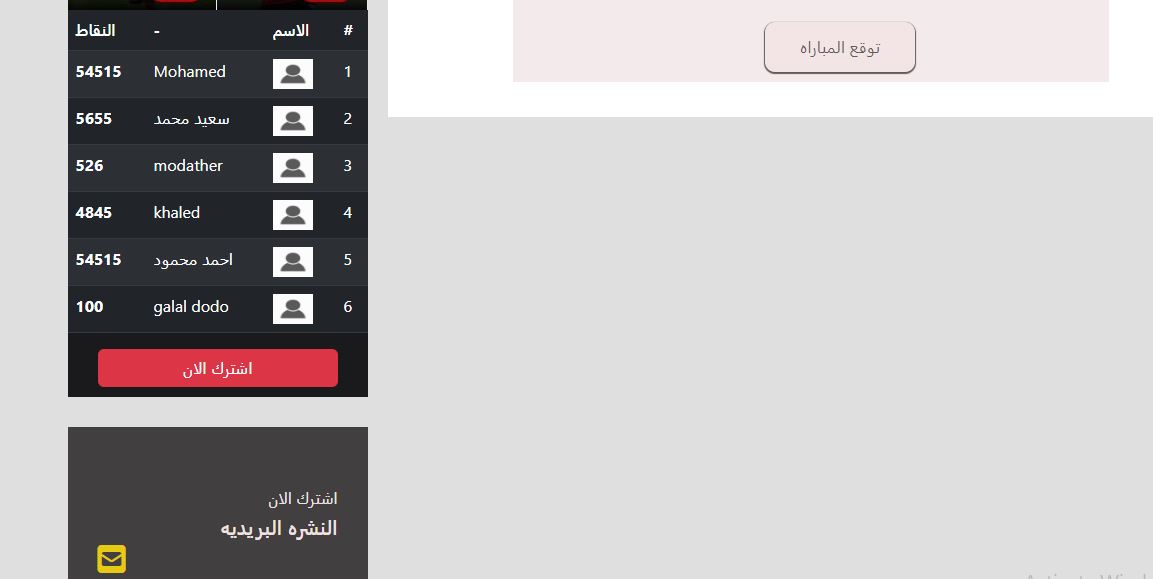 توقع المباراه
# الاسم - النقاط
1 Mohamed 54515
2 سعيد محمد 5655
3 modather 526
4 khaled 4845
5 احمد محمود 54515
6 galal dodo 100
اشترك الان
اشترك الان
النشره البريديه